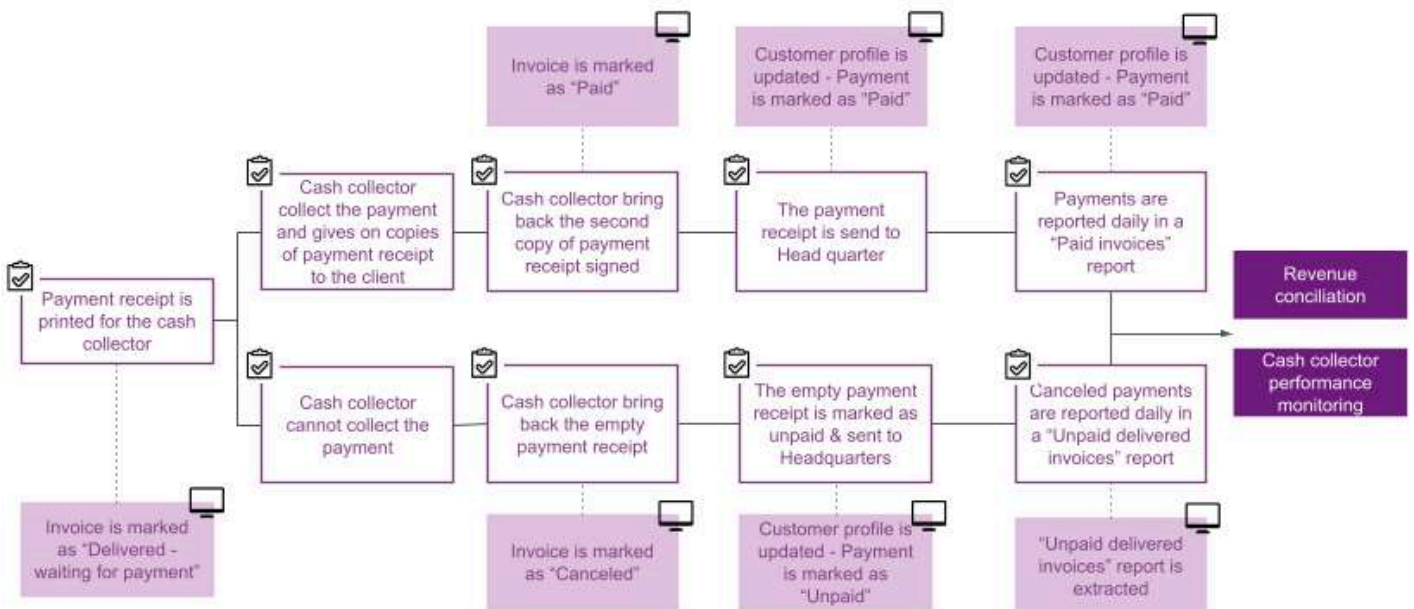 Invoice is marked
as "Paid"
Customer profile is
updated - Payment
is marked as "Paid"
Customer profile is
updated - Payment
is marked as "Paid"
Cash collector
collect the payment
and gives on copies
of payment receipt
to the client
Cash collector bring
back the second
copy of payment
receipt signed
The payment
receipt is send to
Head quarter
Payments are
reported daily in a
"Paid invoices"
report
Payment receipt is
printed for the cash
collector
Revenue
conciliation
Cash collector
performance
monitoring
Cash collector
cannot collect the
payment
Cash collector bring
back the empty
payment receipt
The empty payment
receipt is marked as
unpaid & sent to
Headquarters
Canceled payments
are reported daily in
a "Unpaid delivered
invoices" report
Invoice is marked
as "Delivered -
waiting for payment"
Invoice is marked
as "Canceled"
Customer profile is
updated - Payment
is marked as
"Unpaid"
"Unpaid delivered
invoices" report is
extracted